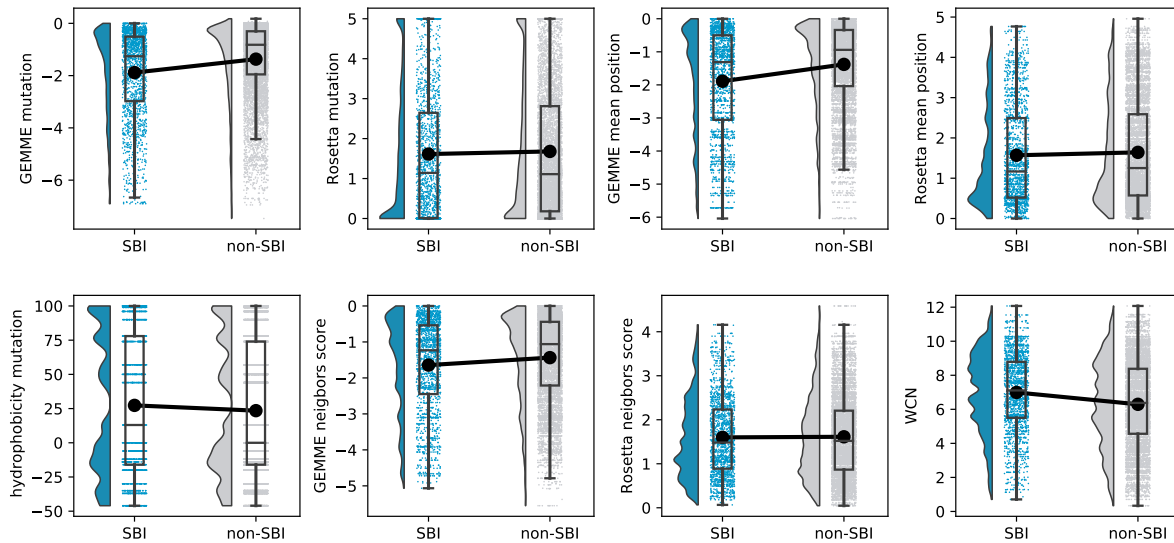 GEMME mutation
0
−2
−4
−6
SBI
non-SBI
Rosetta mutation
5
4
3
2
1
0
SBI
non-SBI
GEMME mean position
0
−1
−2
−3
−4
−5
−6
SBI
non-SBI
Rosetta mean position
5
4
3
2
1
0
SBI
non-SBI
hydrophobicity mutation
100
75
50
25
0
−25
−50
SBI
non-SBI
GEMME neigbors score
0
−1
−2
−3
−4
−5
SBI
non-SBI
Rosetta neigbors score
4
3
2
1
0
SBI
non-SBI
WCN
12
10
8
6
4
2
0
SBI
non-SBI